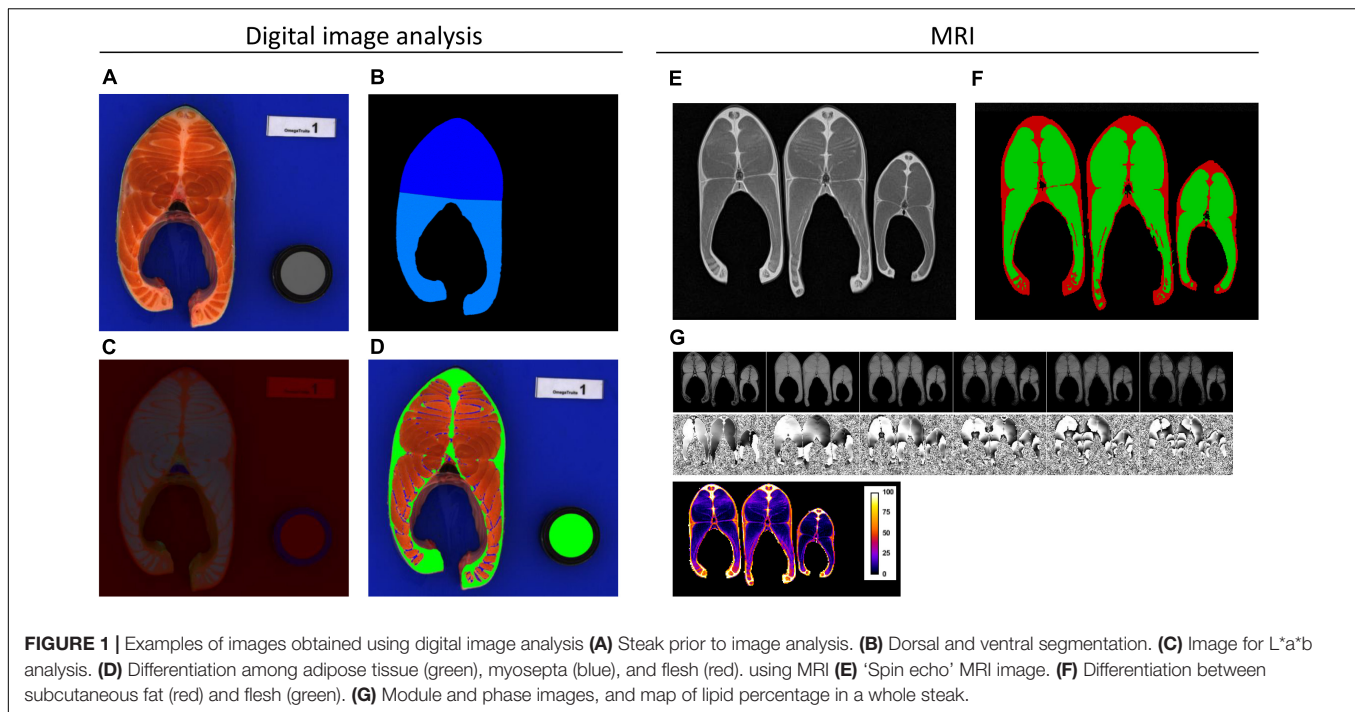 Digital image analysis
MRI
A
B
OmegaTruite 1
C
1
D
OmegaTruite 1
E
F
G
100
75
50
25
0
FIGURE 1 | Examples of images obtained using digital image analysis (A) Steak prior to image analysis. (B) Dorsal and ventral segmentation. (C) Image for L*a*b
analysis. (D) Differentiation among adipose tissue (green), myosepta (blue), and flesh (red). using MRI (E) ‘Spin echo’ MRI image. (F) Differentiation between
subcutaneous fat (red) and flesh (green). (G) Module and phase images, and map of lipid percentage in a whole steak.